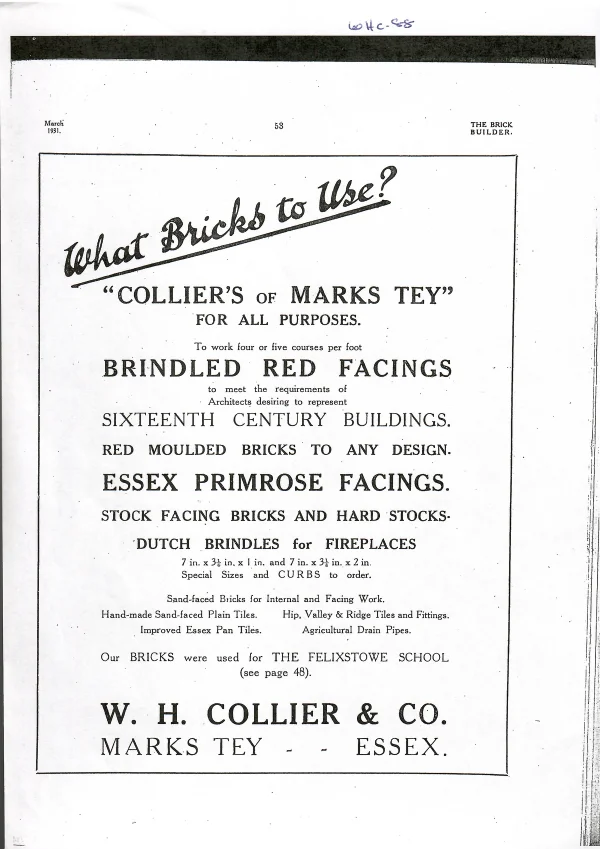 WHC-88
March
1931.
53
THE BRICK
BUILDER.
What Bricks to Use?
"COLLIER'S OF MARKS TEY"
FOR ALL PURPOSES.
To work four or five courses per foot
BRINDLED RED FACINGS
to meet the requirements of
Architects desiring to represent
SIXTEENTH CENTURY BUILDINGS.
RED MOULDED BRICKS TO ANY DESIGN.
ESSEX PRIMROSE FACINGS.
STOCK FACING BRICKS AND HARD STOCKS.
DUTCH BRINDLES for FIREPLACES
7 in. x 3½ in. x 1 in. and 7 in. x 3½ in. x 2 in.
Special Sizes and CURBS to order.
Sand-faced Bricks for Internal and Facing Work.
Hand-made Sand-faced Plain Tiles. Hip, Valley & Ridge Tiles and Fittings.
Improved Essex Pan Tiles. Agricultural Drain Pipes.
Our BRICKS were used for THE FELIXSTOWE SCHOOL
(see page 48).
W. H. COLLIER & CO.
MARKS TEY - - ESSEX.